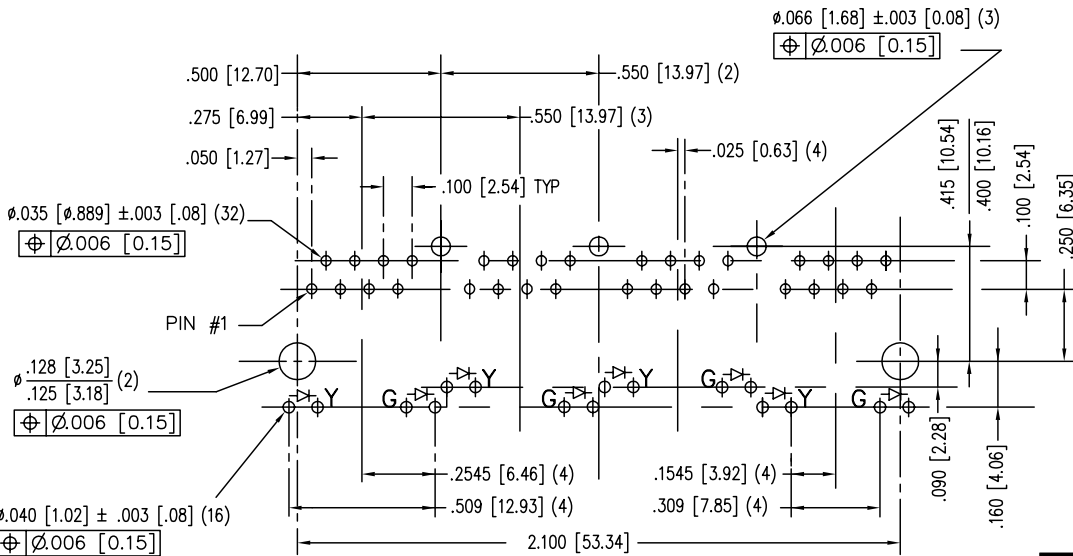 ø.066 [1.68] ±.003 [0.08] (3)
⌖ Ø.006 [0.15]
.500 [12.70]
.550 [13.97] (2)
.275 [6.99]
.550 [13.97] (3)
.050 [1.27]
.025 [0.63] (4)
.100 [2.54] TYP
.415 [10.54]
.400 [10.16]
.100 [2.54]
.250 [6.35]
ø.035 [ø.889] ±.003 [.08] (32)
⌖ Ø.006 [0.15]
PIN #1
ø .128 [3.25]
.125 [3.18] (2)
⌖ Ø.006 [0.15]
Y
G
Y
G
Y
G
Y
G
.2545 [6.46] (4)
.1545 [3.92] (4)
.509 [12.93] (4)
.309 [7.85] (4)
.090 [2.28]
.160 [4.06]
ø.040 [1.02] ± .003 [.08] (16)
⌖ Ø.006 [0.15]
2.100 [53.34]